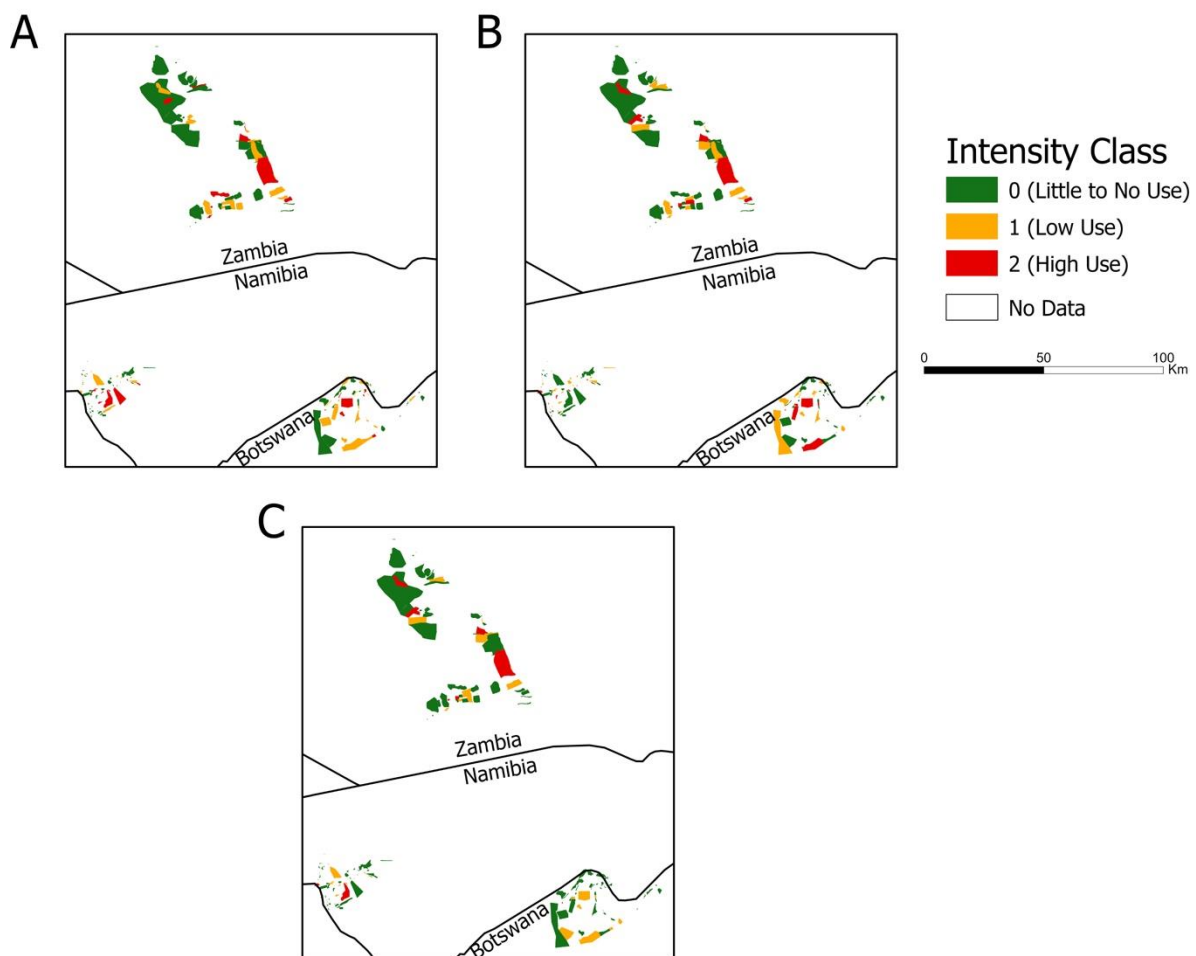 A
B
Zambia
Namibia
Botswana
Zambia
Namibia
Botswana
Intensity Class
0 (Little to No Use)
1 (Low Use)
2 (High Use)
No Data
0 50 100
Km
C
Zambia
Namibia
Botswana